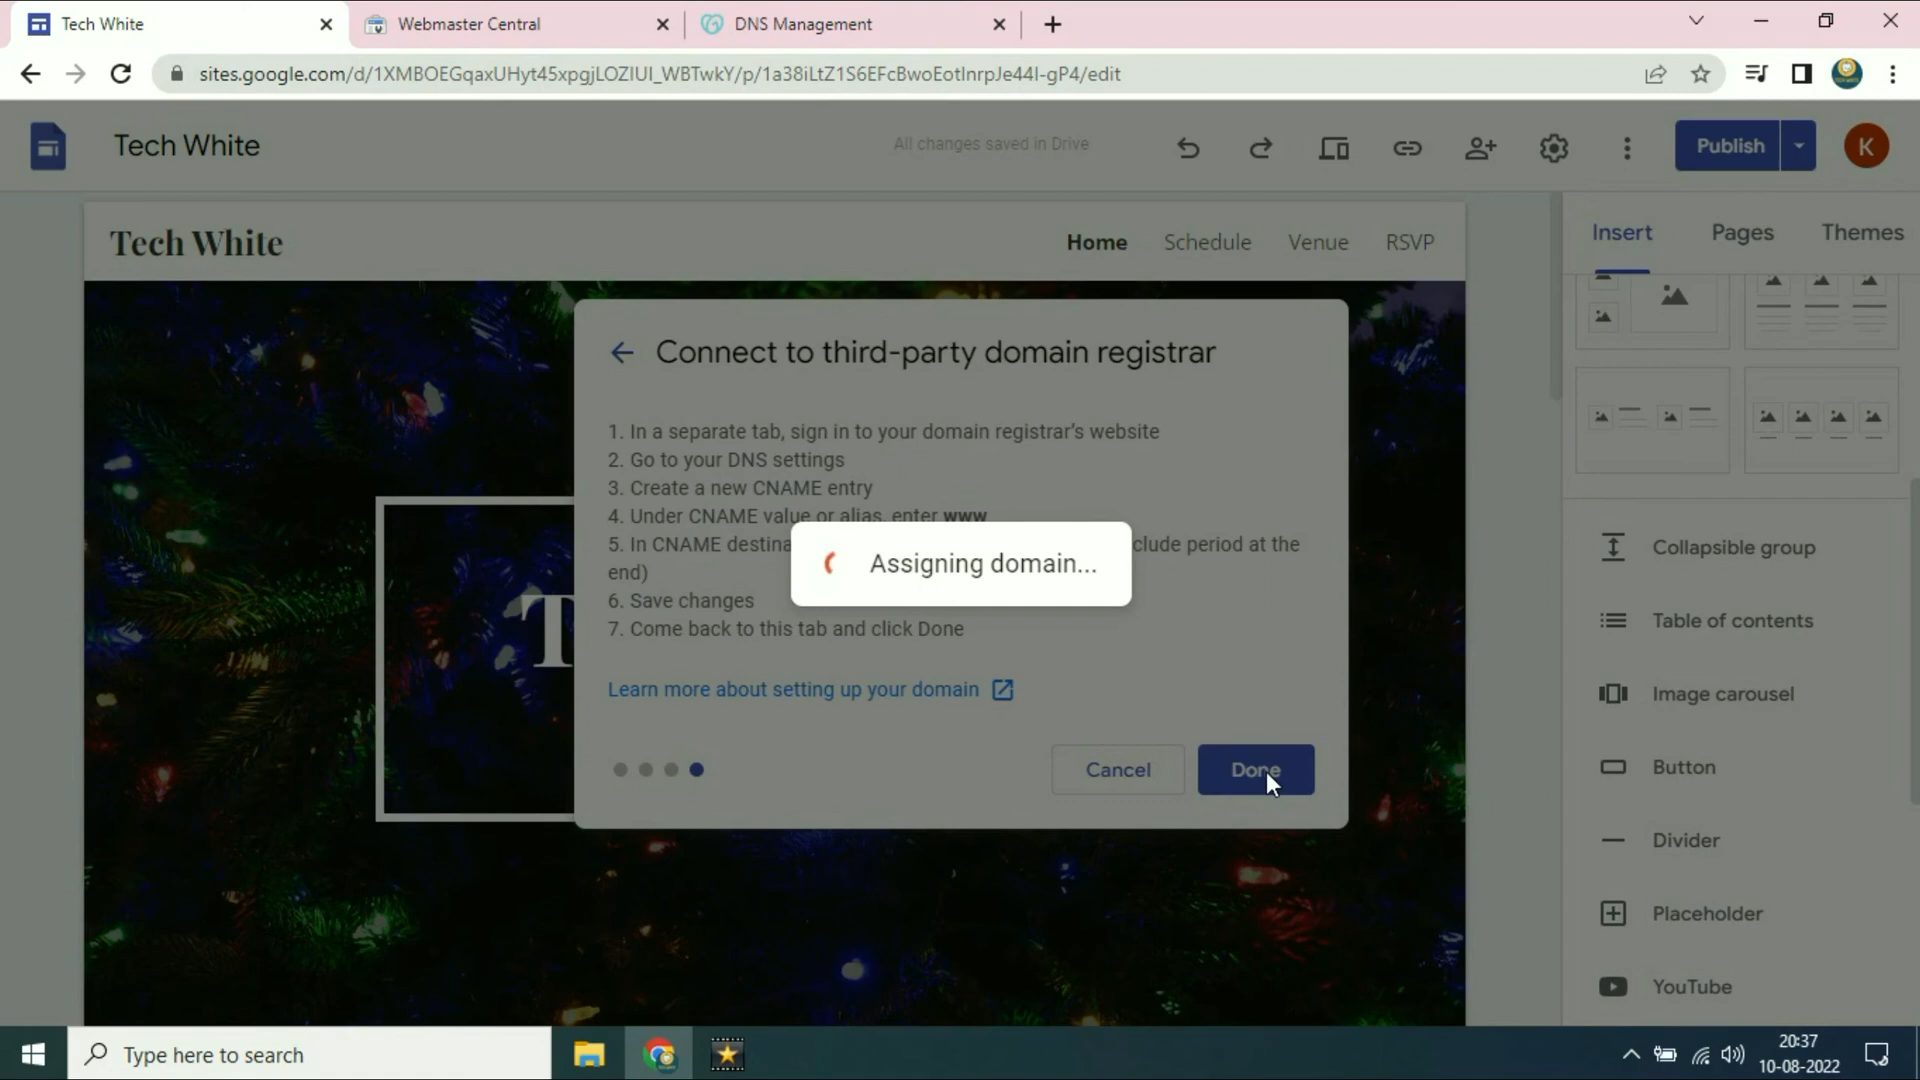 Tech White
Webmaster Central
DNS Management
sites.google.com/d/1XMBOEGqaxUHyt45xpgjLOZIUI_WBTwkY/p/1a38iLtZ1S6EFcBwoEotInrpJe44l-gP4/edit
Tech White
All changes saved in Drive
Publish
K
Tech White
Home
Schedule
Venue
RSVP
Insert
Pages
Themes
Connect to third-party domain registrar
1. In a separate tab, sign in to your domain registrar's website
2. Go to your DNS settings
3. Create a new CNAME entry
4. Under CNAME value or alias, enter www
5. In CNAME destina
clude period at the
end)
6. Save changes
7. Come back to this tab and click Done
Assigning domain...
Learn more about setting up your domain
Cancel
Done
T
Collapsible group
Table of contents
Image carousel
Button
Divider
Placeholder
YouTube
Type here to search
20:37
10-08-2022